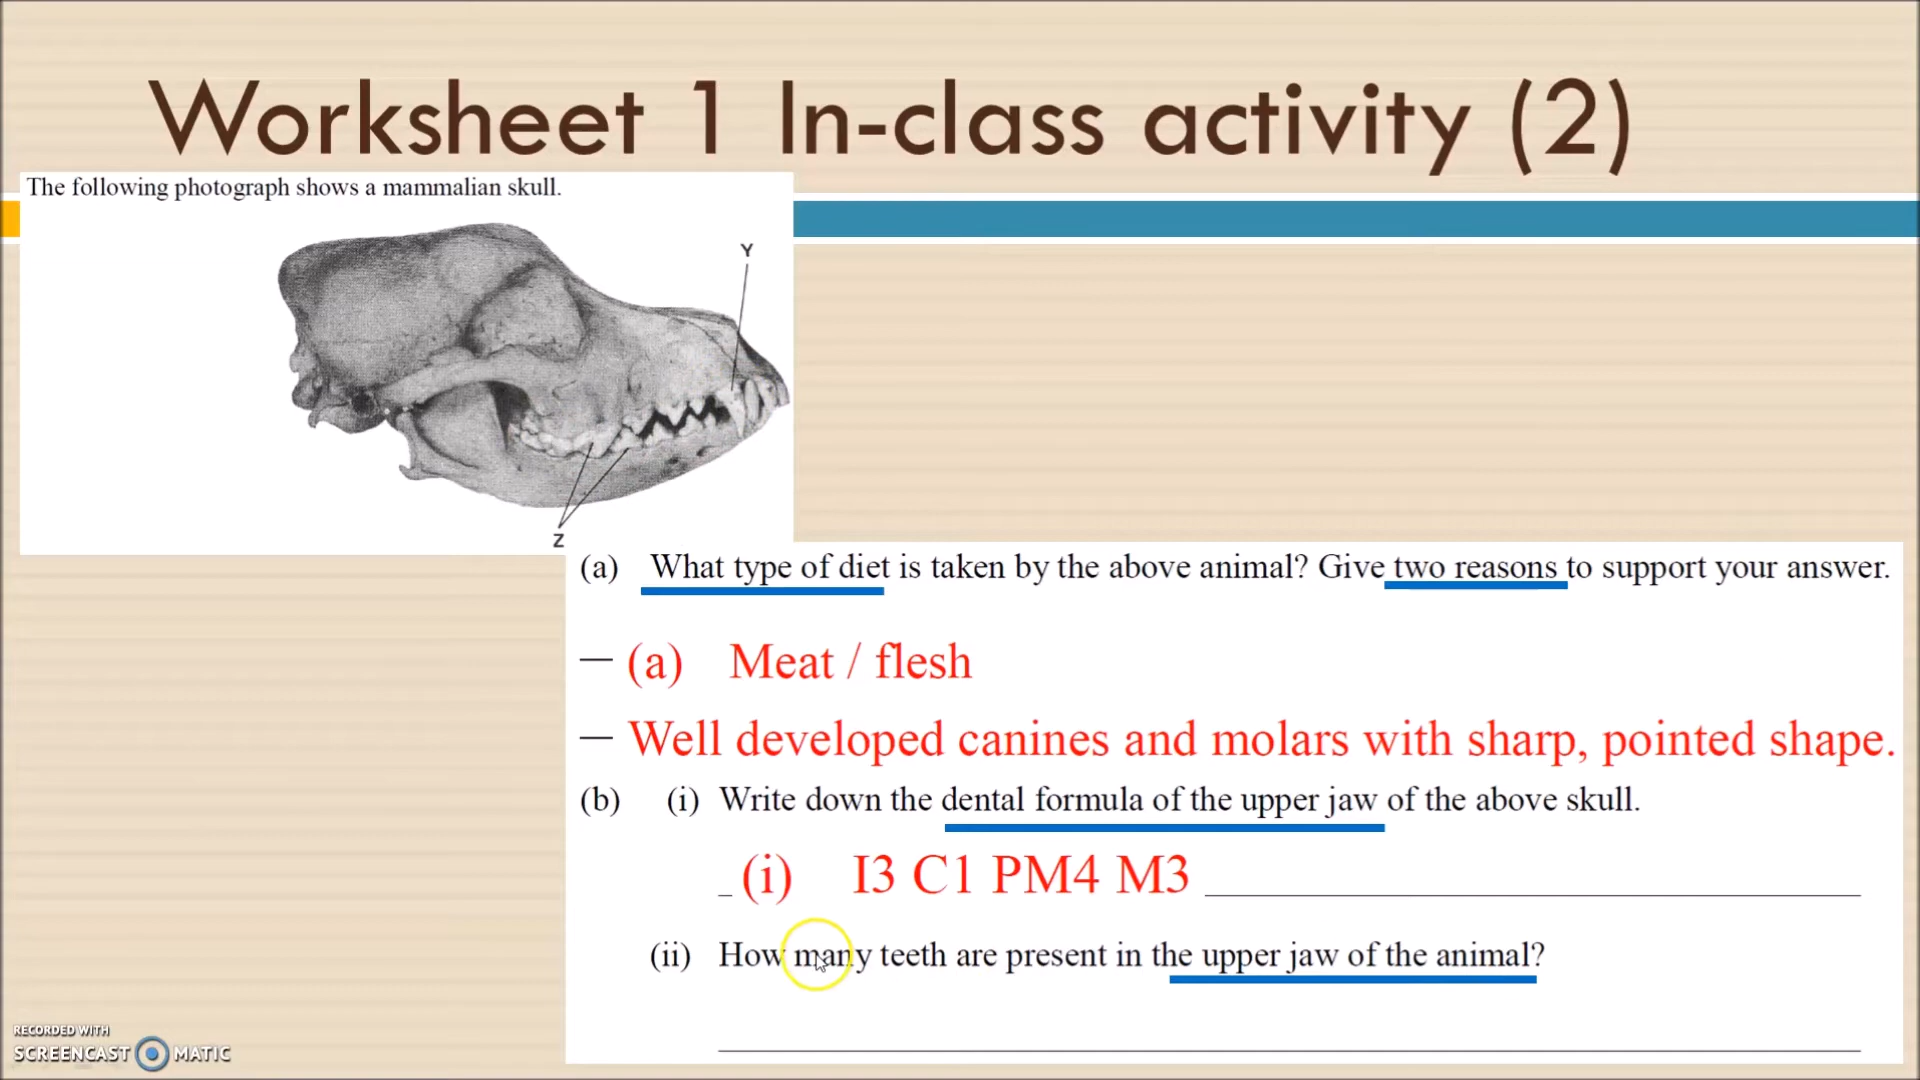 Worksheet 1 In-class activity (2)
The following photograph shows a mammalian skull.
Y
Z
(a) What type of diet is taken by the above animal? Give two reasons to support your answer.
(a) Meat / flesh
Well developed canines and molars with sharp, pointed shape.
(b) (i) Write down the dental formula of the upper jaw of the above skull.
(i) I3 C1 PM4 M3
(ii) How many teeth are present in the upper jaw of the animal?
RECORDED WITH
SCREENCAST MATIC